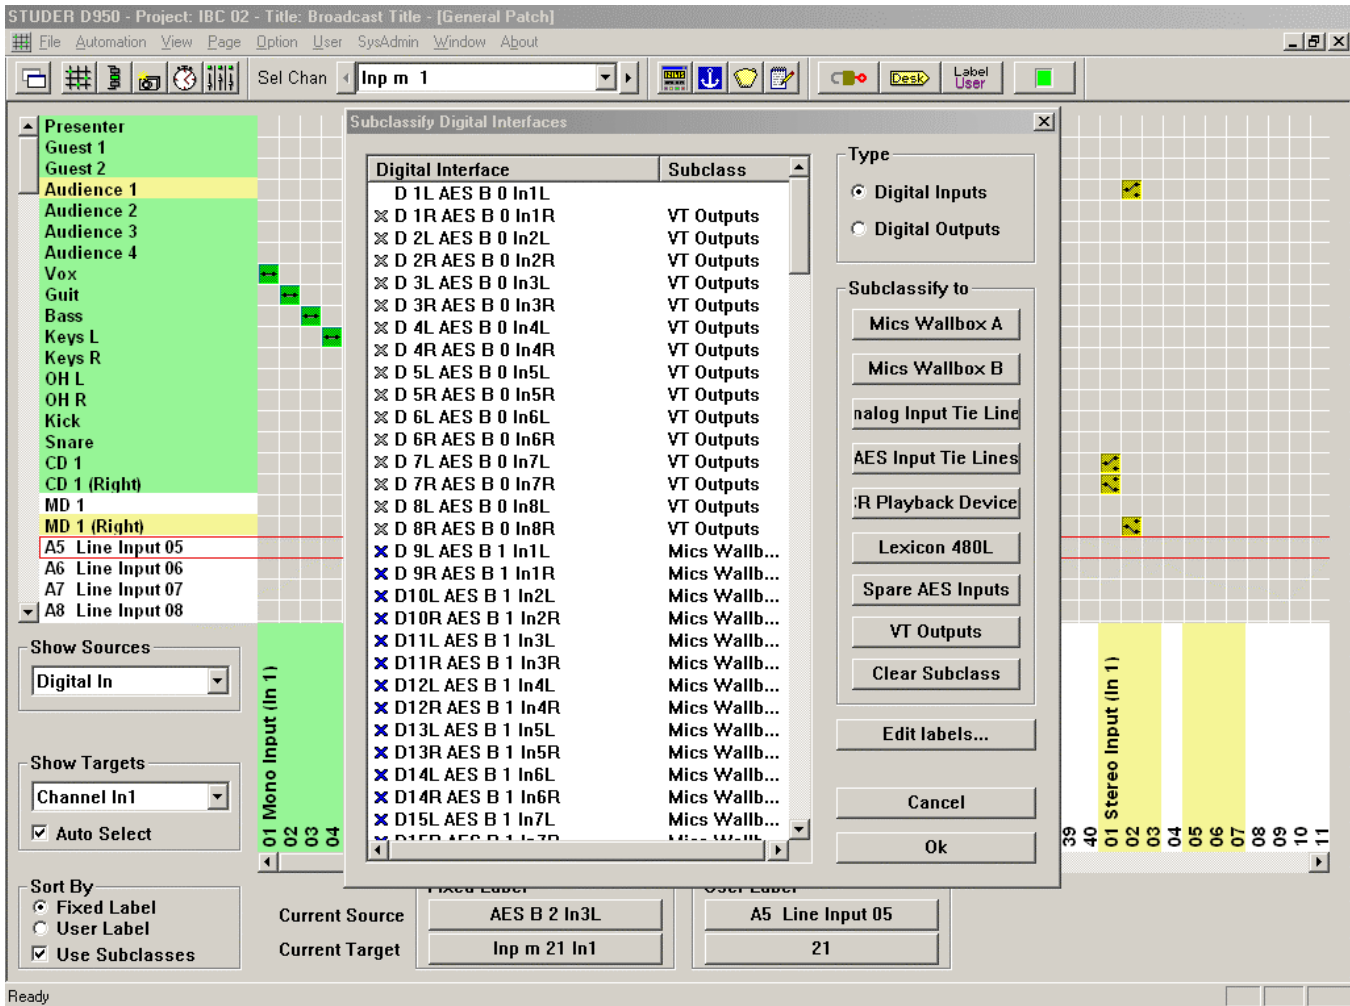 STUDER D950 - Project: IBC 02 - Title: Broadcast Title - [General Patch]
File Automation View Page Option User SysAdmin Window About
Sel Chan Inp m 1 Desk Label User
Presenter
Guest 1
Guest 2
Audience 1
Audience 2
Audience 3
Audience 4
Vox
Guit
Bass
Keys L
Keys R
OH L
OH R
Kick
Snare
CD 1
CD 1 (Right)
MD 1
MD 1 (Right)
A5 Line Input 05
A6 Line Input 06
A7 Line Input 07
A8 Line Input 08
Show Sources
Digital In
Show Targets
Channel In1
Auto Select
Sort By
Fixed Label
User Label
Use Subclasses
Subclassify Digital Interfaces
Digital Interface Subclass
D 1L AES B 0 In1L
D 1R AES B 0 In1R VT Outputs
D 2L AES B 0 In2L VT Outputs
D 2R AES B 0 In2R VT Outputs
D 3L AES B 0 In3L VT Outputs
D 3R AES B 0 In3R VT Outputs
D 4L AES B 0 In4L VT Outputs
D 4R AES B 0 In4R VT Outputs
D 5L AES B 0 In5L VT Outputs
D 5R AES B 0 In5R VT Outputs
D 6L AES B 0 In6L VT Outputs
D 6R AES B 0 In6R VT Outputs
D 7L AES B 0 In7L VT Outputs
D 7R AES B 0 In7R VT Outputs
D 8L AES B 0 In8L VT Outputs
D 8R AES B 0 In8R VT Outputs
D 9L AES B 1 In1L Mics Wallb...
D 9R AES B 1 In1R Mics Wallb...
D10L AES B 1 In2L Mics Wallb...
D10R AES B 1 In2R Mics Wallb...
D11L AES B 1 In3L Mics Wallb...
D11R AES B 1 In3R Mics Wallb...
D12L AES B 1 In4L Mics Wallb...
D12R AES B 1 In4R Mics Wallb...
D13L AES B 1 In5L Mics Wallb...
D13R AES B 1 In5R Mics Wallb...
D14L AES B 1 In6L Mics Wallb...
D14R AES B 1 In6R Mics Wallb...
D15L AES B 1 In7L Mics Wallb...
Type
Digital Inputs
Digital Outputs
Subclassify to
Mics Wallbox A
Mics Wallbox B
nalog Input Tie Line
AES Input Tie Lines
R Playback Device
Lexicon 480L
Spare AES Inputs
VT Outputs
Clear Subclass
Edit labels...
Cancel
Ok
01 Mono Input (In 1)
02
03
04
39
40
01 Stereo Input (In 1)
02
03
04
05
06
07
08
09
10
11
Fixed Label User Label
Current Source AES B 2 In3L A5 Line Input 05
Current Target Inp m 21 In1 21
Ready